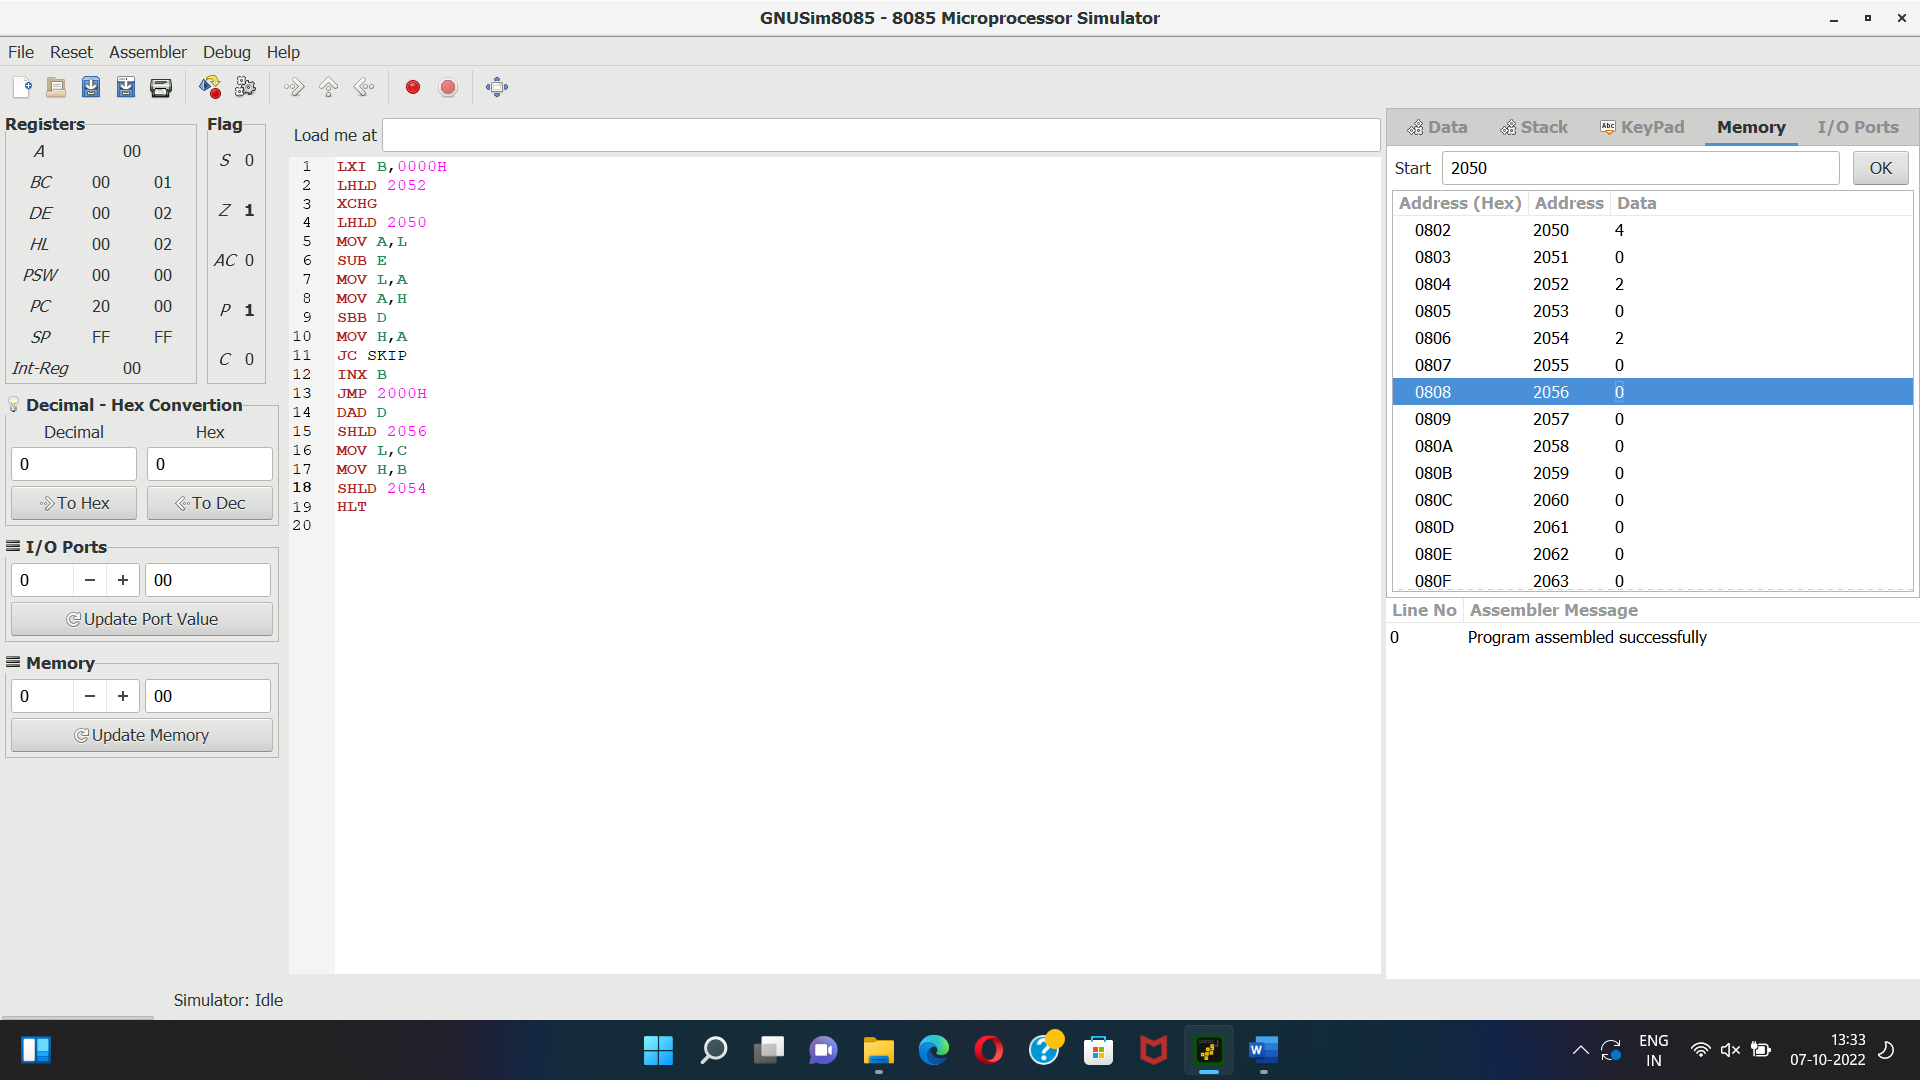 GNUSim8085 - 8085 Microprocessor Simulator
File Reset Assembler Debug Help
Registers
A 00
BC 00 01
DE 00 02
HL 00 02
PSW 00 00
PC 20 00
SP FF FF
Int-Reg 00
Flag
S 0
Z 1
AC 0
P 1
C 0
Decimal - Hex Convertion
Decimal Hex
0 0
To Hex To Dec
I/O Ports
0 − + 00
Update Port Value
Memory
0 − + 00
Update Memory
Load me at
1 LXI B,0000H
2 LHLD 2052
3 XCHG
4 LHLD 2050
5 MOV A,L
6 SUB E
7 MOV L,A
8 MOV A,H
9 SBB D
10 MOV H,A
11 JC SKIP
12 INX B
13 JMP 2000H
14 DAD D
15 SHLD 2056
16 MOV L,C
17 MOV H,B
18 SHLD 2054
19 HLT
20
Data Stack Abc KeyPad Memory I/O Ports
Start 2050 OK
Address (Hex) Address Data
0802 2050 4
0803 2051 0
0804 2052 2
0805 2053 0
0806 2054 2
0807 2055 0
0808 2056 0
0809 2057 0
080A 2058 0
080B 2059 0
080C 2060 0
080D 2061 0
080E 2062 0
080F 2063 0
Line No Assembler Message
0 Program assembled successfully
Simulator: Idle
ENG
IN
13:33
07-10-2022